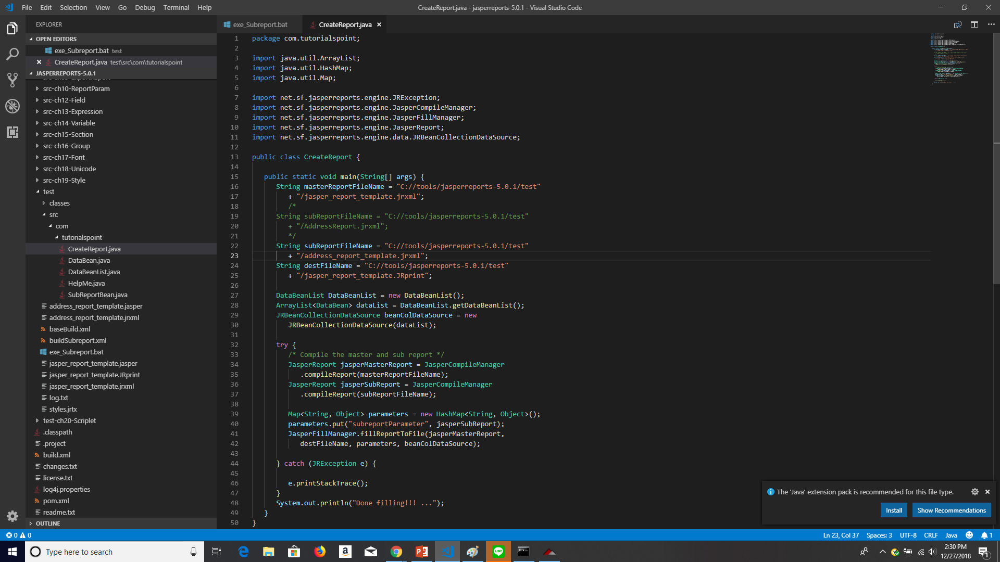 File Edit Selection View Go Debug Terminal Help
CreateReport.java - jasperreports-5.0.1 - Visual Studio Code
EXPLORER
OPEN EDITORS
exe_Subreport.bat test
CreateReport.java test\src\com\tutorialspoint
JASPERREPORTS-5.0.1
src-ch10-ReportParam
src-ch12-Field
src-ch13-Expression
src-ch14-Variable
src-ch15-Section
src-ch16-Group
src-ch17-Font
src-ch18-Unicode
src-ch19-Style
test
classes
src
com
tutorialspoint
CreateReport.java
DataBean.java
DataBeanList.java
HelpMe.java
SubReportBean.java
address_report_template.jasper
address_report_template.jrxml
baseBuild.xml
buildSubreport.xml
exe_Subreport.bat
jasper_report_template.jasper
jasper_report_template.JRprint
jasper_report_template.jrxml
log.txt
styles.jrtx
test-ch20-Scriplet
.classpath
.project
build.xml
changes.txt
license.txt
log4j.properties
pom.xml
readme.txt
OUTLINE
exe_Subreport.bat
CreateReport.java
1 package com.tutorialspoint;
2
3 import java.util.ArrayList;
4 import java.util.HashMap;
5 import java.util.Map;
6
7 import net.sf.jasperreports.engine.JRException;
8 import net.sf.jasperreports.engine.JasperCompileManager;
9 import net.sf.jasperreports.engine.JasperFillManager;
10 import net.sf.jasperreports.engine.JasperReport;
11 import net.sf.jasperreports.engine.data.JRBeanCollectionDataSource;
12
13 public class CreateReport {
14
15 public static void main(String[] args) {
16 String masterReportFileName = "C://tools/jasperreports-5.0.1/test"
17 + "/jasper_report_template.jrxml";
18 /*
19 String subReportFileName = "C://tools/jasperreports-5.0.1/test"
20 + "/AddressReport.jrxml";
21 */
22 String subReportFileName = "C://tools/jasperreports-5.0.1/test"
23 + "/address_report_template.jrxml";
24 String destFileName = "C://tools/jasperreports-5.0.1/test"
25 + "/jasper_report_template.JRprint";
26
27 DataBeanList DataBeanList = new DataBeanList();
28 ArrayList<DataBean> dataList = DataBeanList.getDataBeanList();
29 JRBeanCollectionDataSource beanColDataSource = new
30 JRBeanCollectionDataSource(dataList);
31
32 try {
33 /* Compile the master and sub report */
34 JasperReport jasperMasterReport = JasperCompileManager
35 .compileReport(masterReportFileName);
36 JasperReport jasperSubReport = JasperCompileManager
37 .compileReport(subReportFileName);
38
39 Map<String, Object> parameters = new HashMap<String, Object>();
40 parameters.put("subreportParameter", jasperSubReport);
41 JasperFillManager.fillReportToFile(jasperMasterReport,
42 destFileName, parameters, beanColDataSource);
43
44 } catch (JRException e) {
45
46 e.printStackTrace();
47 }
48 System.out.println("Done filling!!! ...");
49 }
50 }
The 'Java' extension pack is recommended for this file type.
Install Show Recommendations
0 0
Ln 23, Col 37 Spaces: 3 UTF-8 CRLF Java 1
Type here to search
2:30 PM
12/27/2018
1